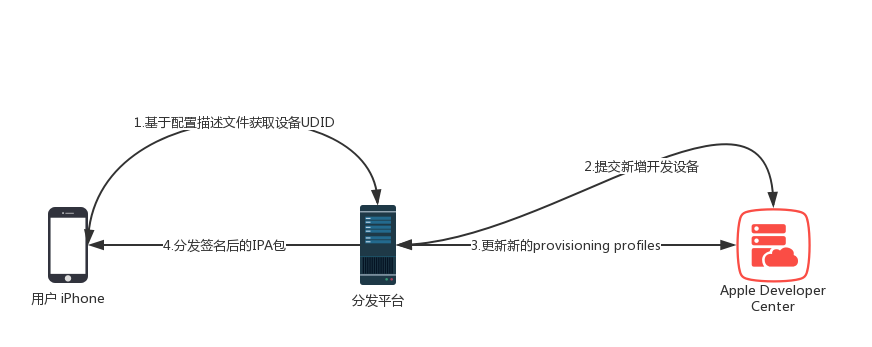 1.基于配置描述文件获取设备UDID
2.提交新增开发设备
4.分发签名后的IPA包
3.更新新的provisioning profiles
用户 iPhone
分发平台
Apple Developer
Center